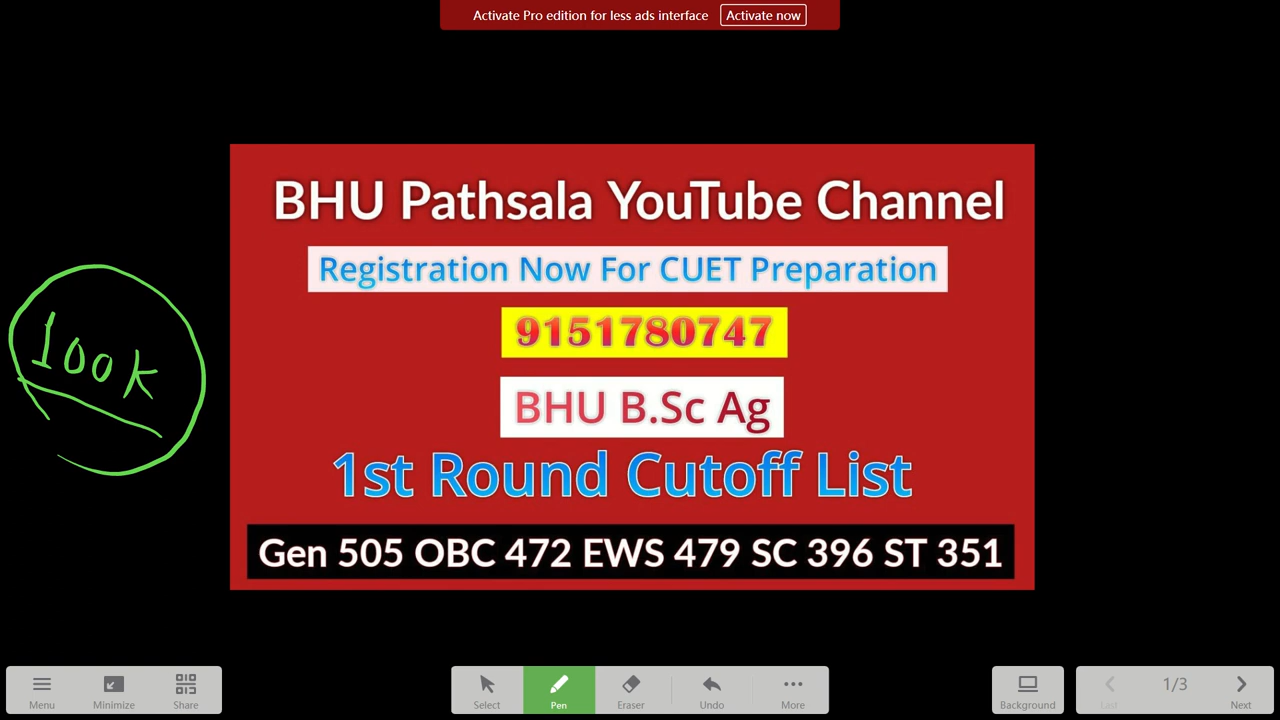 Activate Pro edition for less ads interface Activate now
BHU Pathsala YouTube Channel
Registration Now For CUET Preparation
9151780747
100k
BHU B.Sc Ag
1st Round Cutoff List
Gen 505 OBC 472 EWS 479 SC 396 ST 351
1/3
Menu Minimize Share Select Pen Eraser Undo More Background Last Next